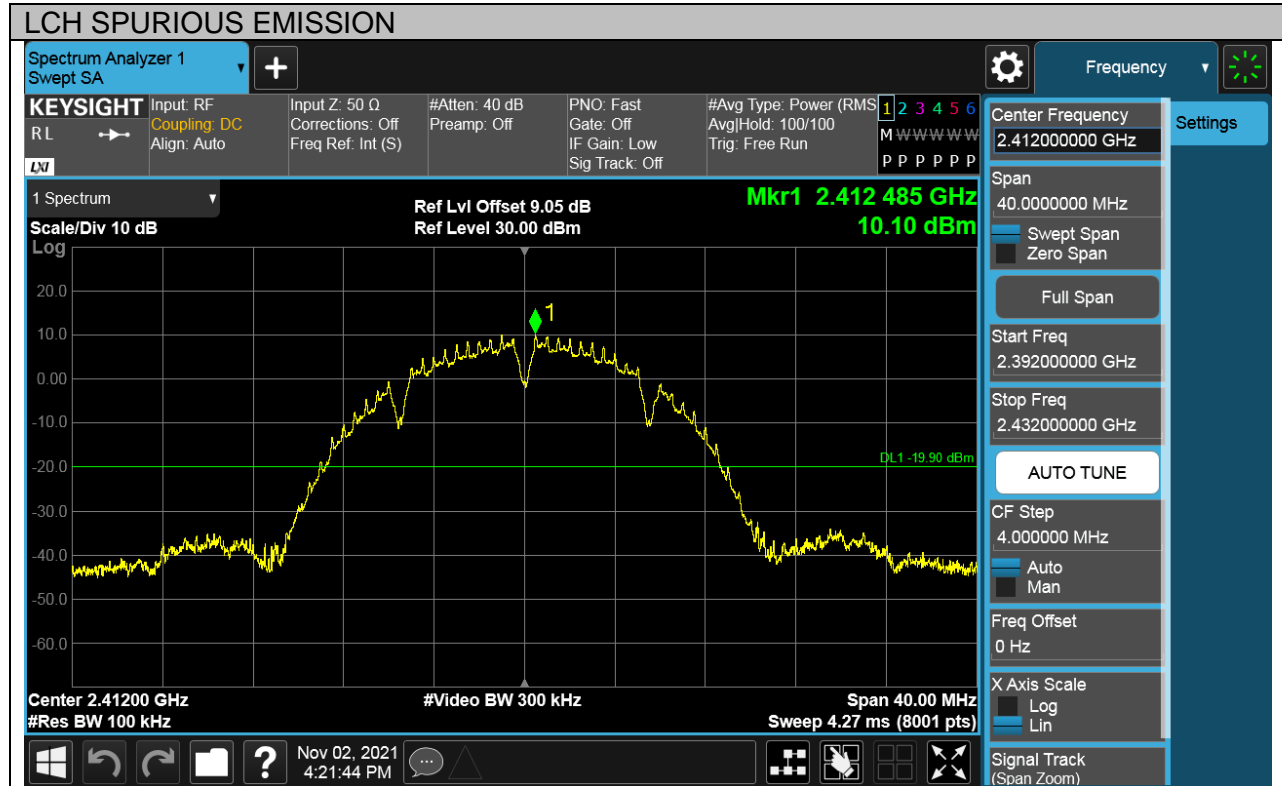 LCH SPURIOUS EMISSION
Spectrum Analyzer 1
Swept SA
+
Frequency
KEYSIGHT
RL
LXI
Input: RF
Coupling: DC
Align: Auto
Input Z: 50 Ω
Corrections: Off
Freq Ref: Int (S)
#Atten: 40 dB
Preamp: Off
PNO: Fast
Gate: Off
IF Gain: Low
Sig Track: Off
#Avg Type: Power (RMS
Avg|Hold: 100/100
Trig: Free Run
1 2 3 4 5 6
M W W W W W
P P P P P P
Center Frequency
2.412000000 GHz
Settings
Span
40.0000000 MHz
Swept Span
Zero Span
Full Span
Start Freq
2.392000000 GHz
Stop Freq
2.432000000 GHz
AUTO TUNE
CF Step
4.000000 MHz
Auto
Man
Freq Offset
0 Hz
X Axis Scale
Log
Lin
Signal Track
(Span Zoom)
1 Spectrum
Scale/Div 10 dB
Log
Ref Lvl Offset 9.05 dB
Ref Level 30.00 dBm
Mkr1 2.412 485 GHz
10.10 dBm
20.0
10.0
0.00
-10.0
-20.0
-30.0
-40.0
-50.0
-60.0
1
DL1 -19.90 dBm
Center 2.41200 GHz
#Res BW 100 kHz
#Video BW 300 kHz
Span 40.00 MHz
Sweep 4.27 ms (8001 pts)
?
Nov 02, 2021
4:21:44 PM